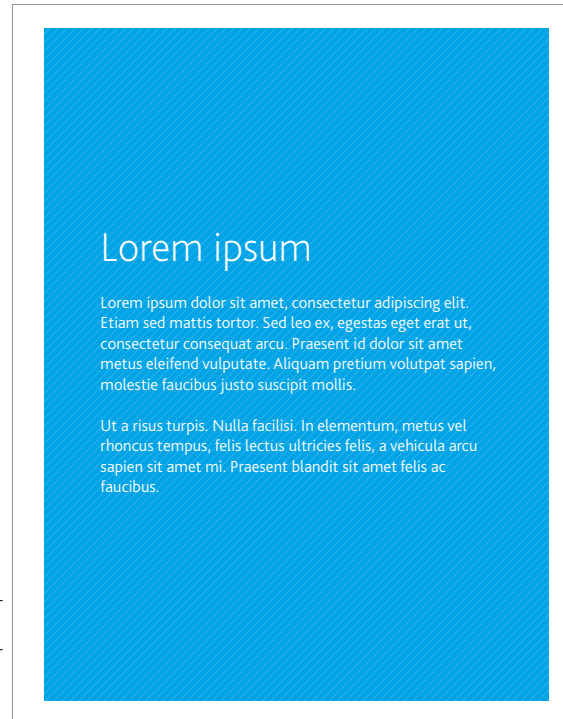 Lorem ipsum
Lorem ipsum dolor sit amet, consectetur adipiscing elit.
Etiam sed mattis tortor. Sed leo ex, egestas eget erat ut,
consectetur consequat arcu. Praesent id dolor sit amet
metus eleifend vulputate. Aliquam pretium volutpat sapien,
molestie faucibus justo suscipit mollis.
Ut a risus turpis. Nulla facilisi. In elementum, metus vel
rhoncus tempus, felis lectus ultricies felis, a vehicula arcu
sapien sit amet mi. Praesent blandit sit amet felis ac
faucibus.